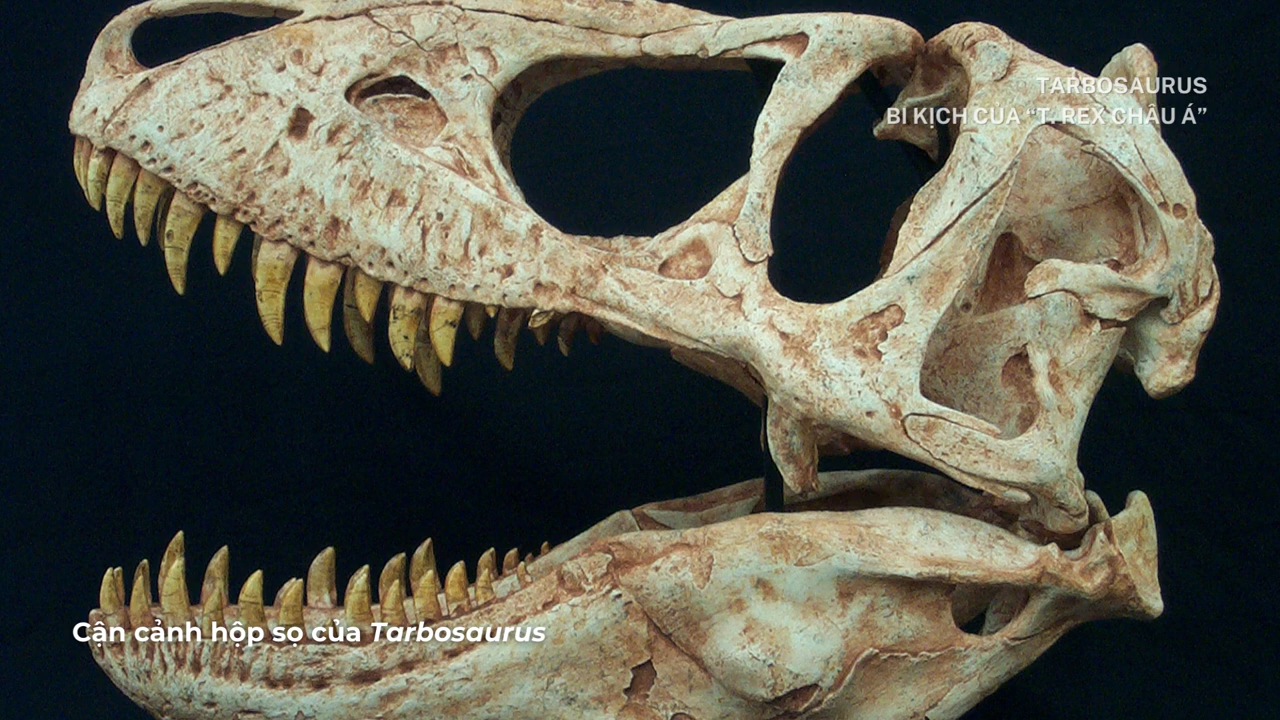 TARBOSAURUS
BI KỊCH CỦA “T. REX CHÂU Á”
Cận cảnh hộp sọ của Tarbosaurus